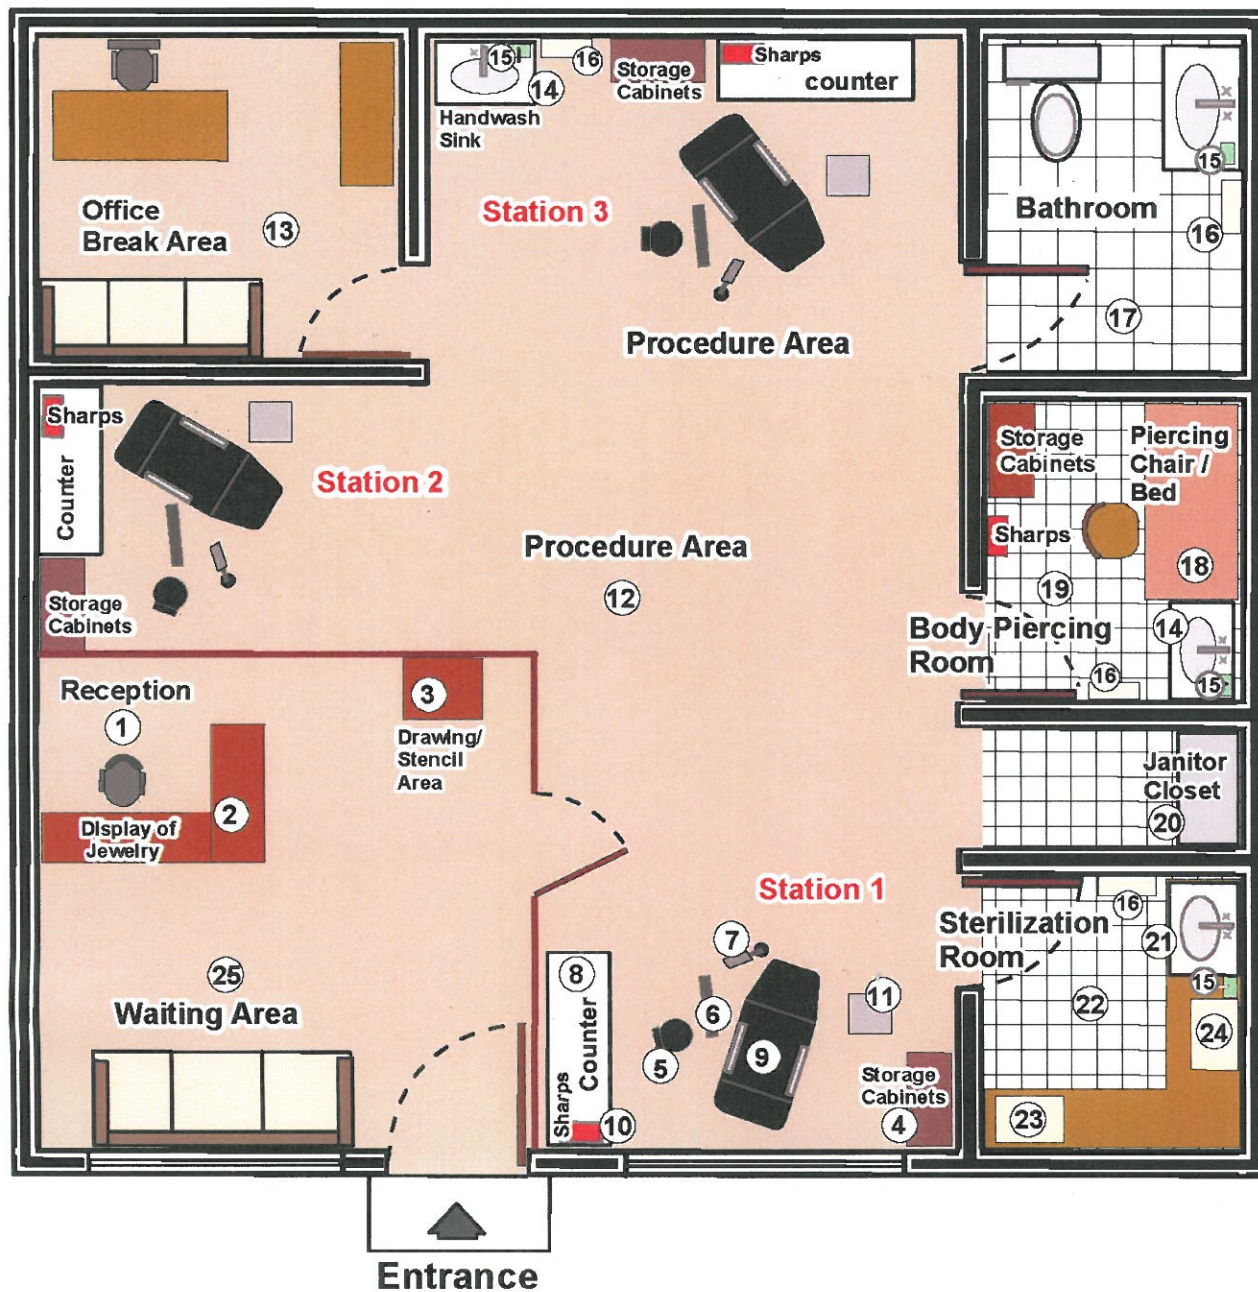 15
16
14
Handwash
Sink
Storage
Cabinets
Sharps
counter
15
Bathroom
16
17
Office
Break Area
13
Station 3
Procedure Area
Sharps
Counter
Station 2
Storage
Cabinets
Procedure Area
12
Storage
Cabinets
Piercing
Chair /
Bed
Sharps
18
19
14
Body Piercing
Room
16
15
Reception
1
2
Display of
Jewelry
3
Drawing/
Stencil
Area
Janitor
Closet
20
Station 1
Sterilization
Room
16
21
15
22
24
23
25
Waiting Area
7
8
Counter
Sharps
10
6
5
9
11
Storage
Cabinets
4
Entrance